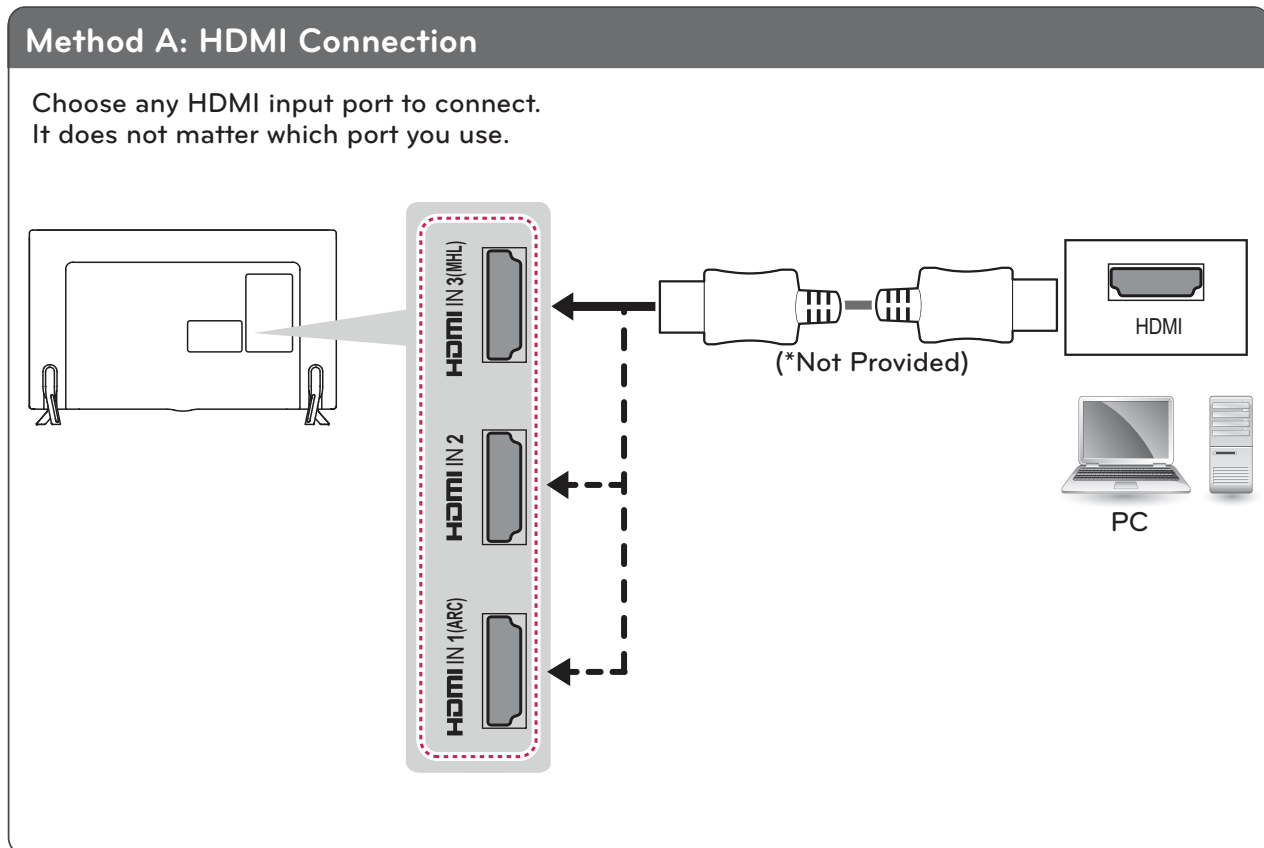 Method A: HDMI Connection
Choose any HDMI input port to connect.
It does not matter which port you use.
HDMI IN 3(MHL)
HDMI IN 2
HDMI IN 1(ARC)
(*Not Provided)
HDMI
PC